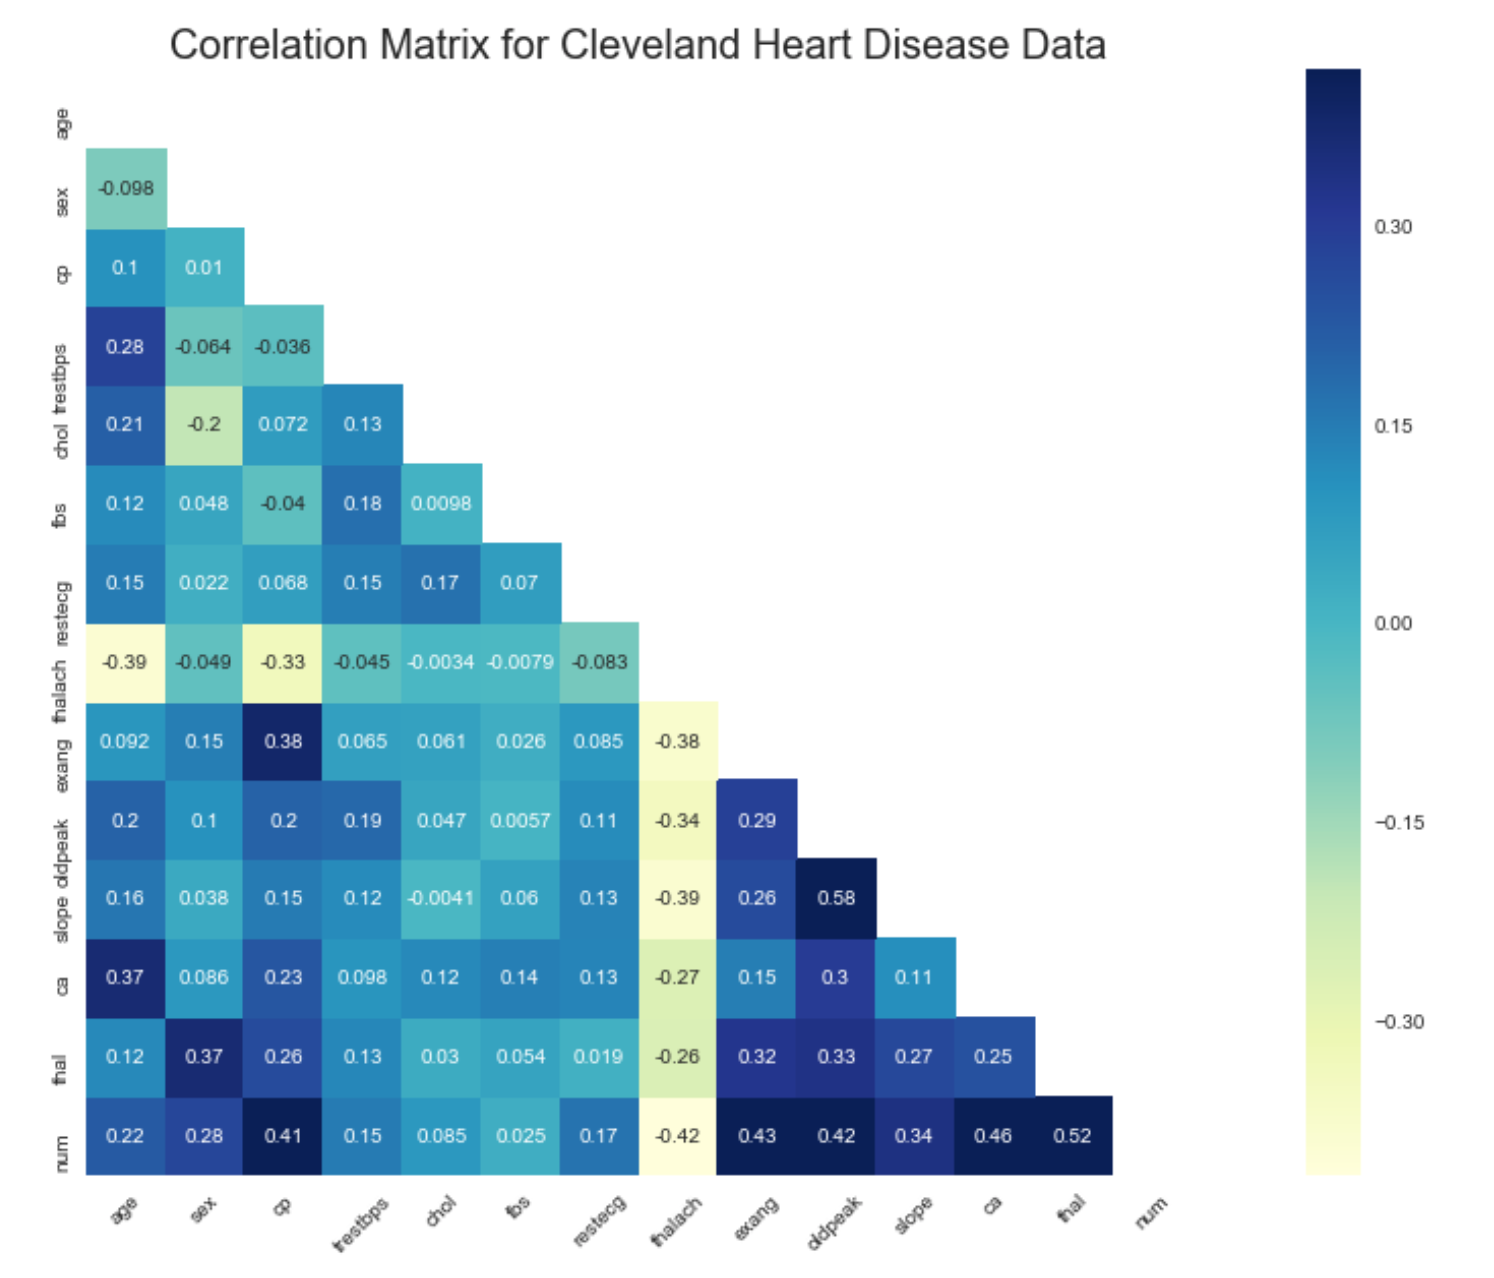 Correlation Matrix for Cleveland Heart Disease Data
age
sex -0.098
cp 0.1 0.01
trestbps 0.28 -0.064 -0.036
chol 0.21 -0.2 0.072 0.13
fbs 0.12 0.048 -0.04 0.18 0.0098
restecg 0.15 0.022 0.068 0.15 0.17 0.07
thalach -0.39 -0.049 -0.33 -0.045 -0.0034 -0.0079 -0.083
exang 0.092 0.15 0.38 0.065 0.061 0.026 0.085 -0.38
oldpeak 0.2 0.1 0.2 0.19 0.047 0.0057 0.11 -0.34 0.29
slope 0.16 0.038 0.15 0.12 -0.0041 0.06 0.13 -0.39 0.26 0.58
ca 0.37 0.086 0.23 0.098 0.12 0.14 0.13 -0.27 0.15 0.3 0.11
thal 0.12 0.37 0.26 0.13 0.03 0.054 0.019 -0.26 0.32 0.33 0.27 0.25
num 0.22 0.28 0.41 0.15 0.085 0.025 0.17 -0.42 0.43 0.42 0.34 0.46 0.52
age sex cp trestbps chol fbs restecg thalach exang oldpeak slope ca thal num
0.30
0.15
0.00
−0.15
−0.30